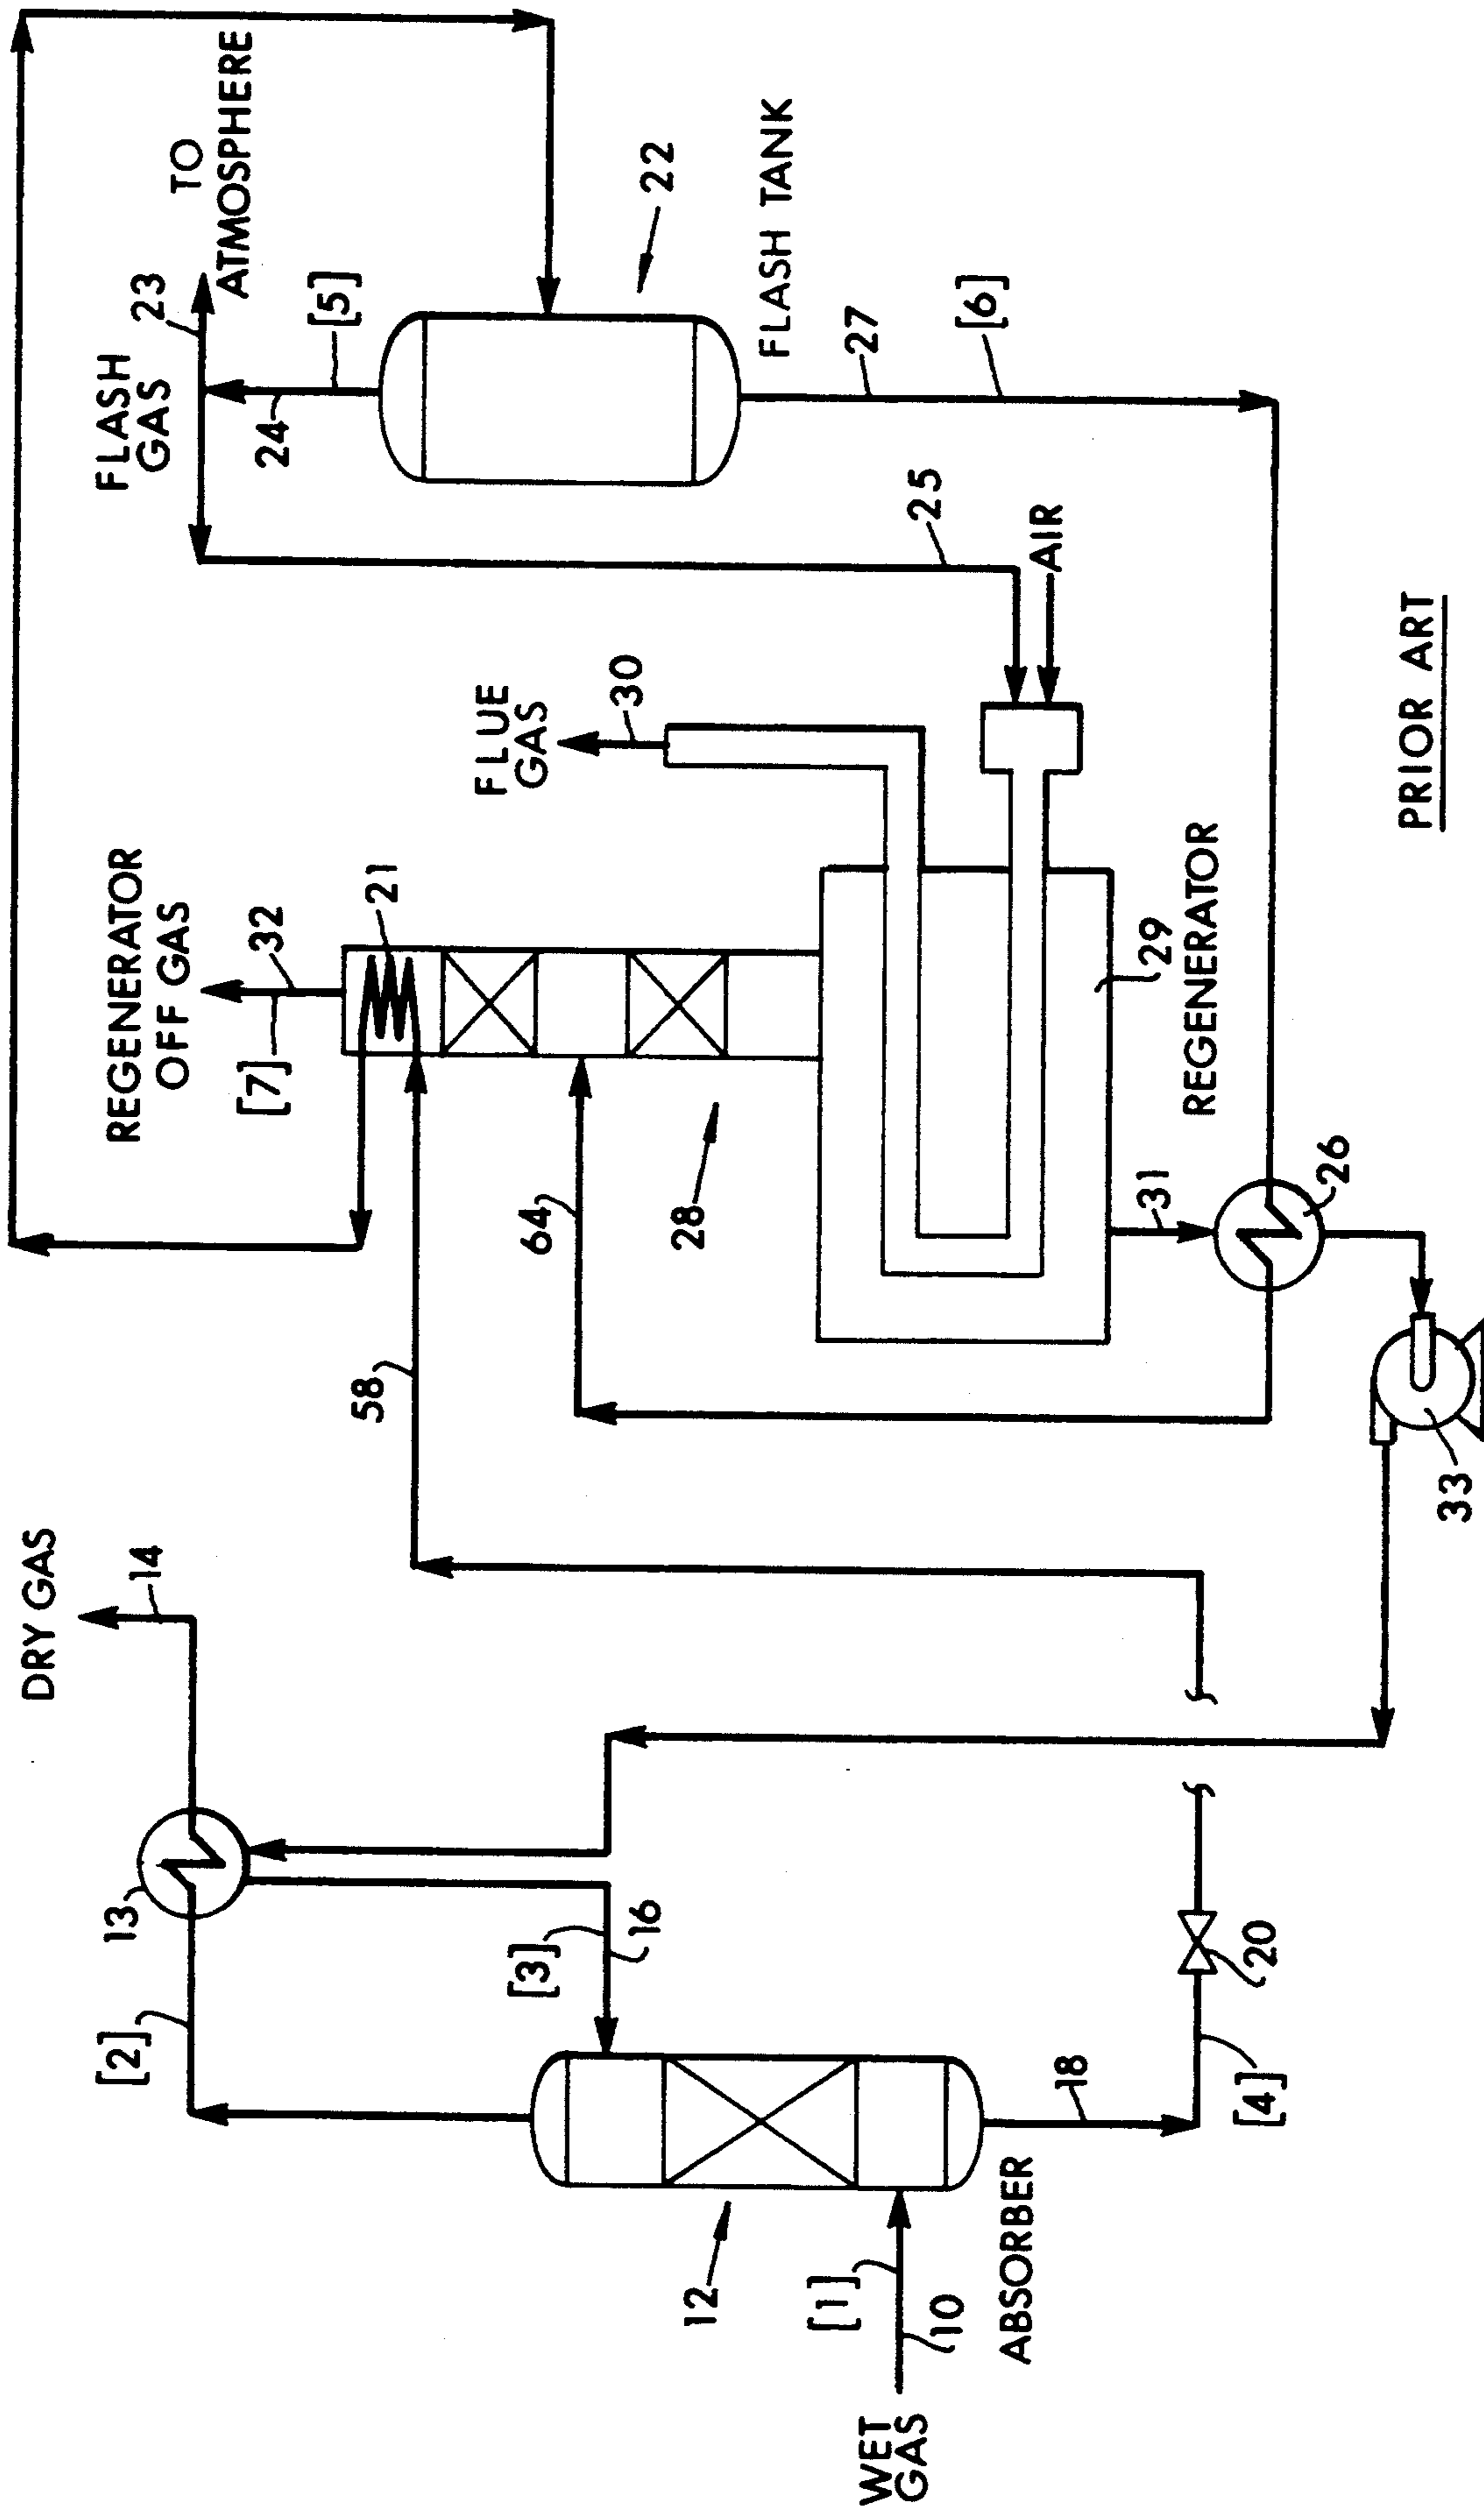 DRY GAS
14
13
[2]
[3]
16
12
[1]
WET
GAS
10
ABSORBER
18
[4]
20
REGENERATOR
OFF GAS
[7]
32
21
58
64
28
FLUE
GAS
30
31
29
REGENERATOR
26
33
FLASH
GAS
23
TO
ATMOSPHERE
24
[5]
22
FLASH TANK
25
AIR
27
[6]
PRIOR ART